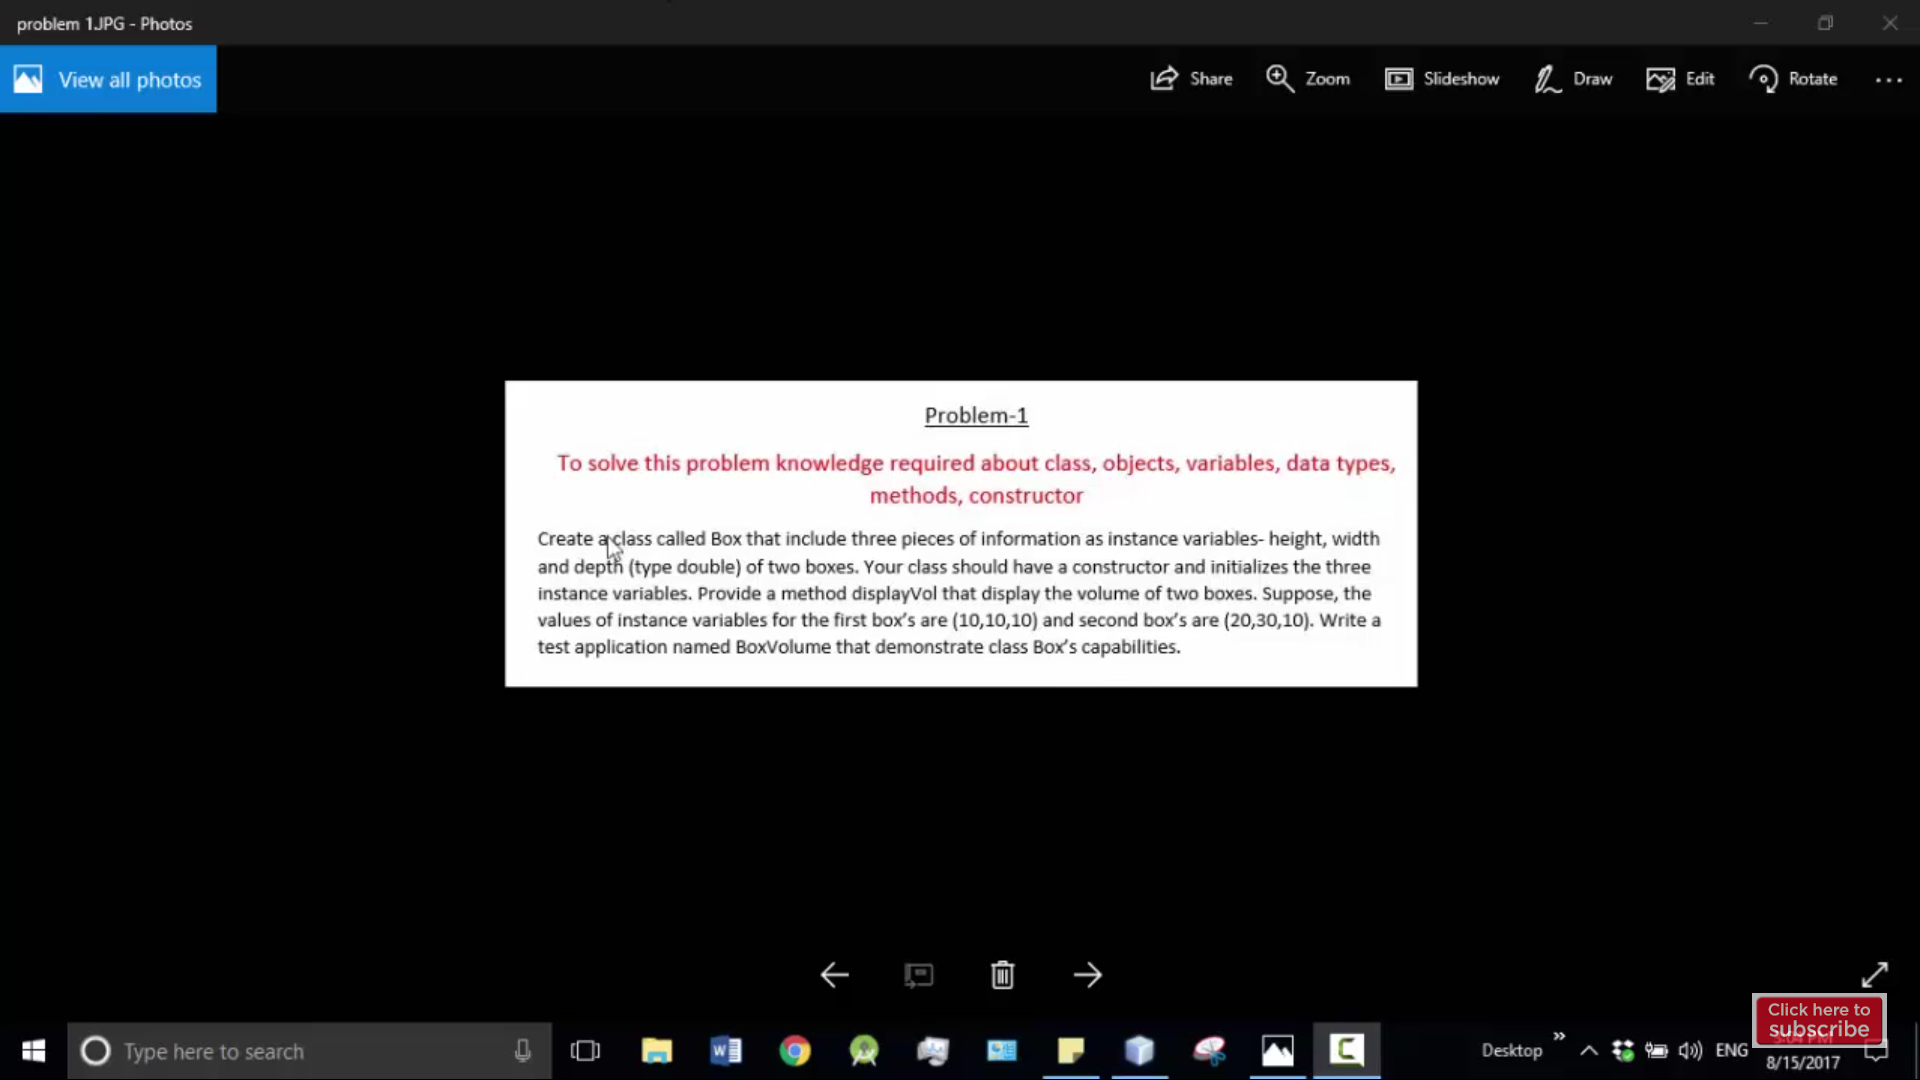 problem 1.JPG - Photos
View all photos
Share
Zoom
Slideshow
Draw
Edit
Rotate
Problem-1
To solve this problem knowledge required about class, objects, variables, data types,
methods, constructor
Create a class called Box that include three pieces of information as instance variables- height, width
and depth (type double) of two boxes. Your class should have a constructor and initializes the three
instance variables. Provide a method displayVol that display the volume of two boxes. Suppose, the
values of instance variables for the first box's are (10,10,10) and second box's are (20,30,10). Write a
test application named BoxVolume that demonstrate class Box's capabilities.
Click here to
subscribe
Type here to search
Desktop
ENG
8/15/2017